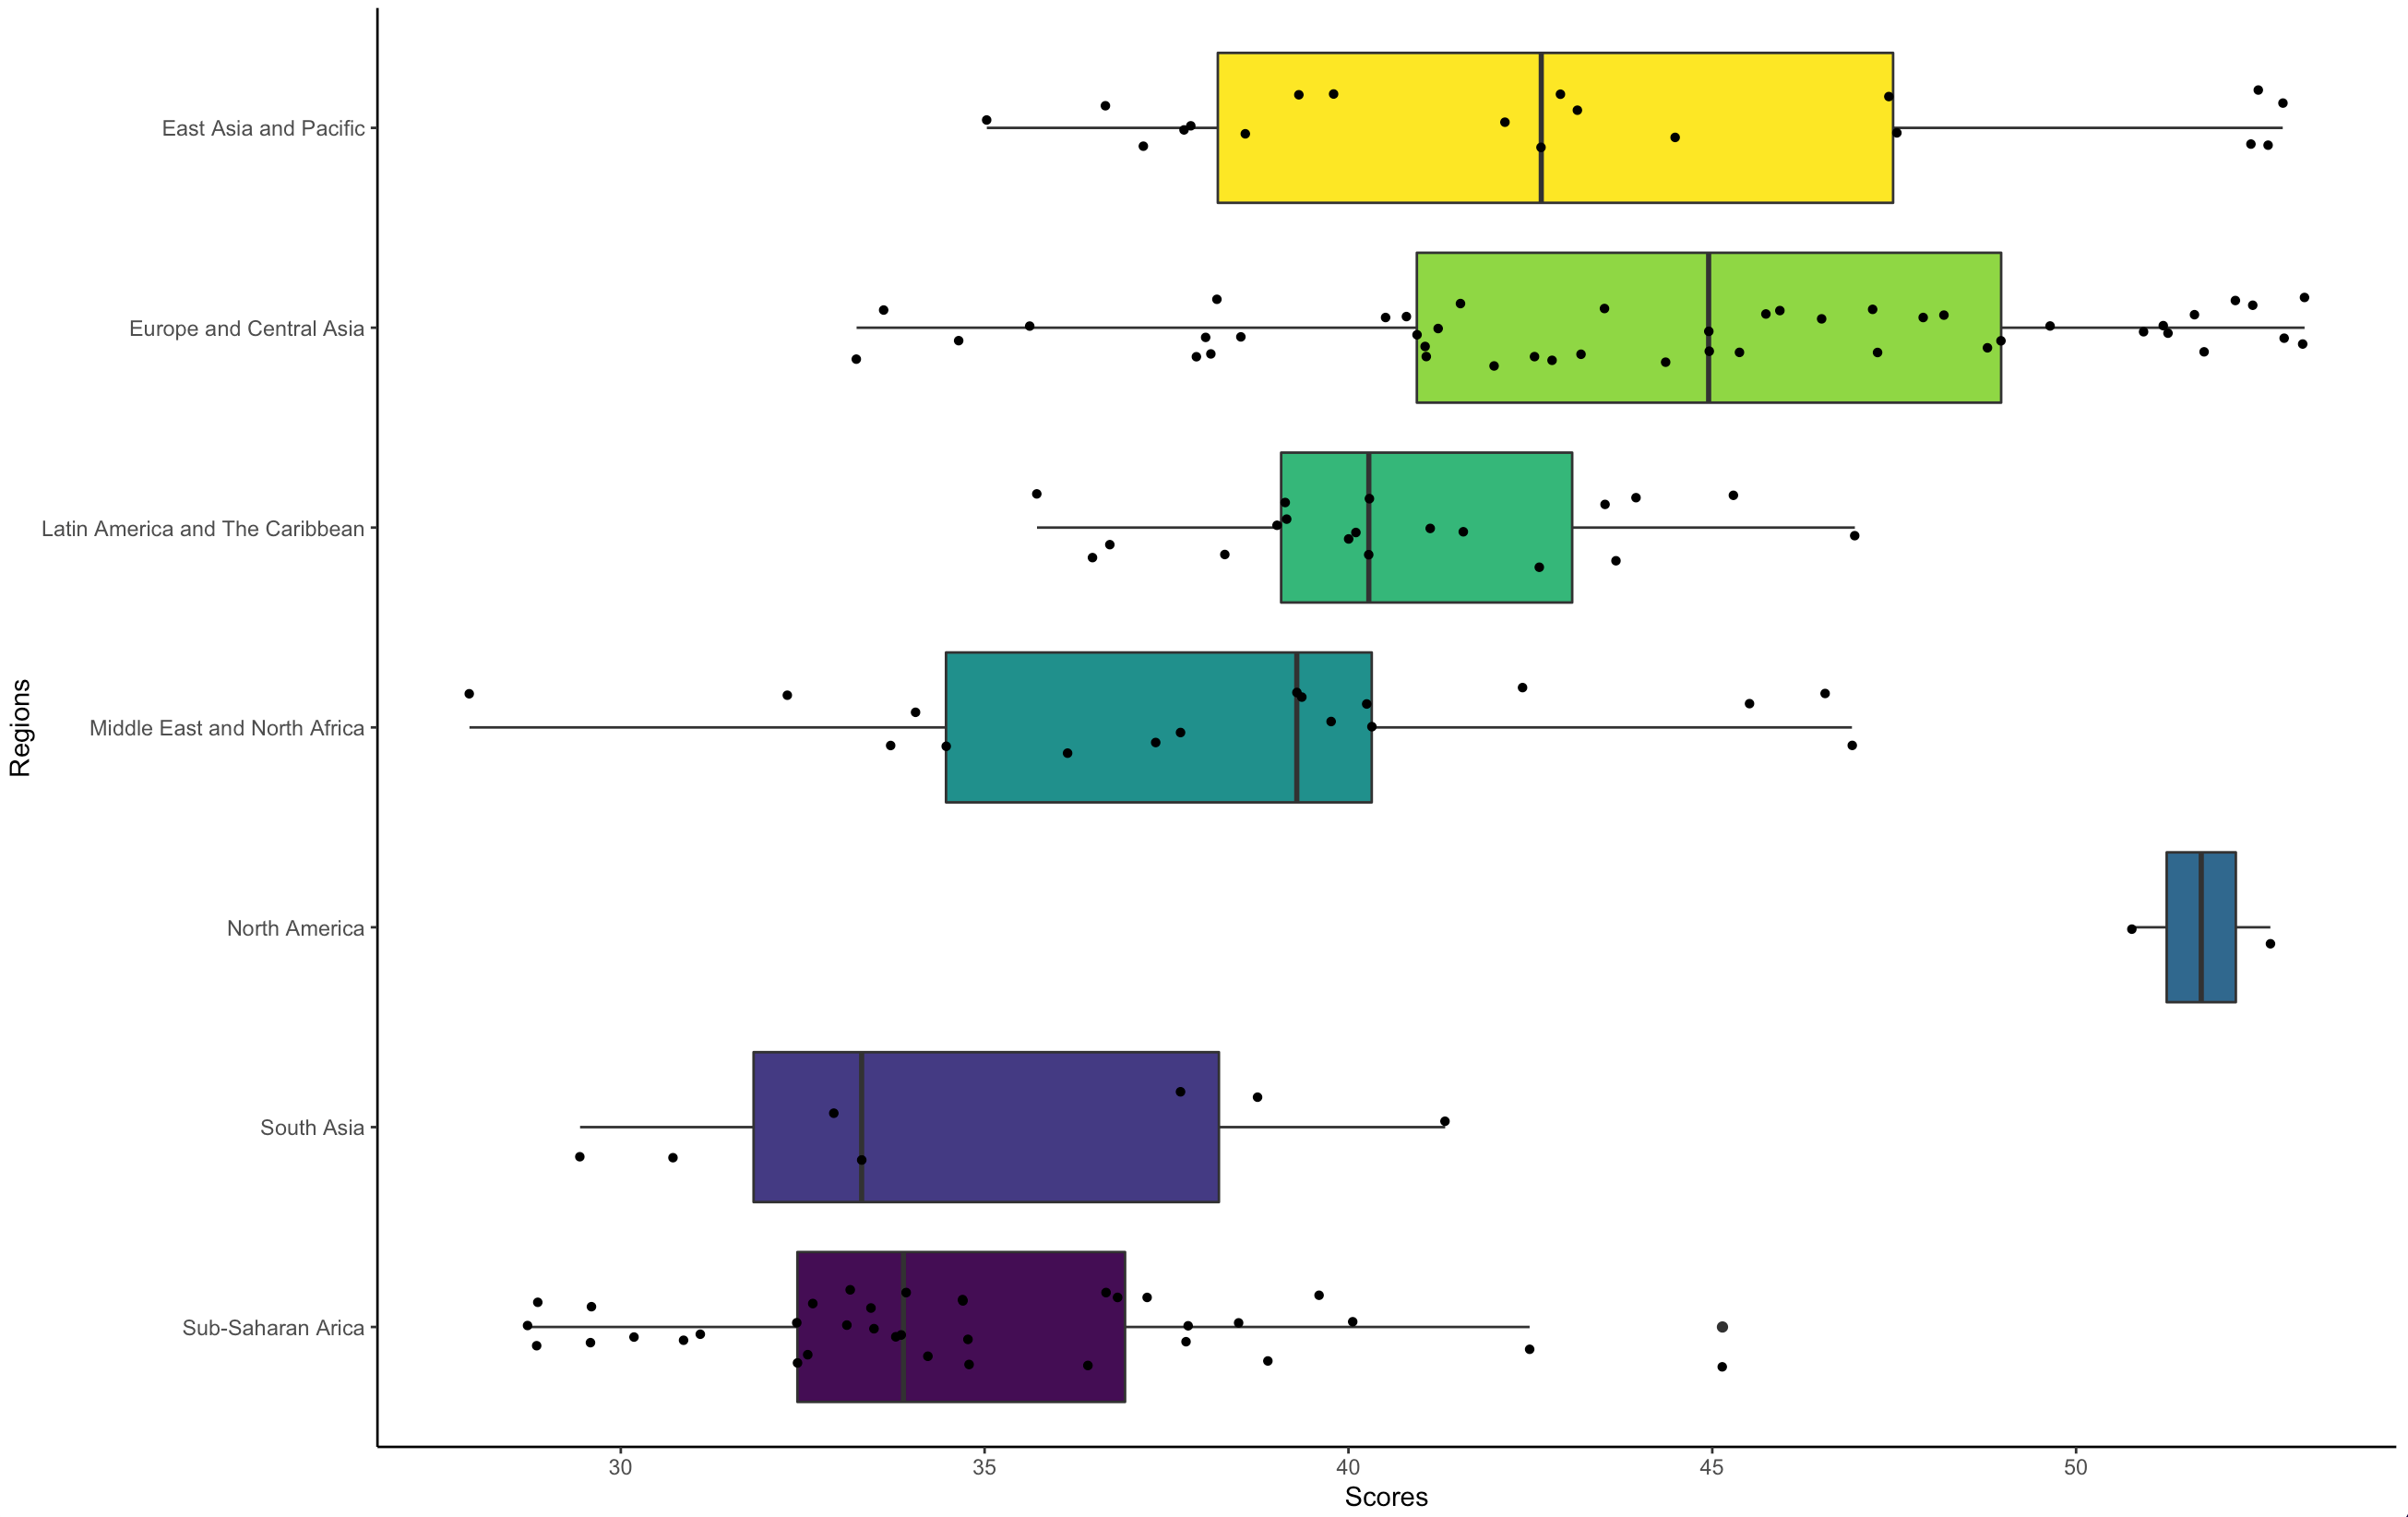 East Asia and Pacific
Europe and Central Asia
Latin America and The Caribbean
Middle East and North Africa
North America
South Asia
Sub-Saharan Arica
Regions
30 35 40 45 50
Scores